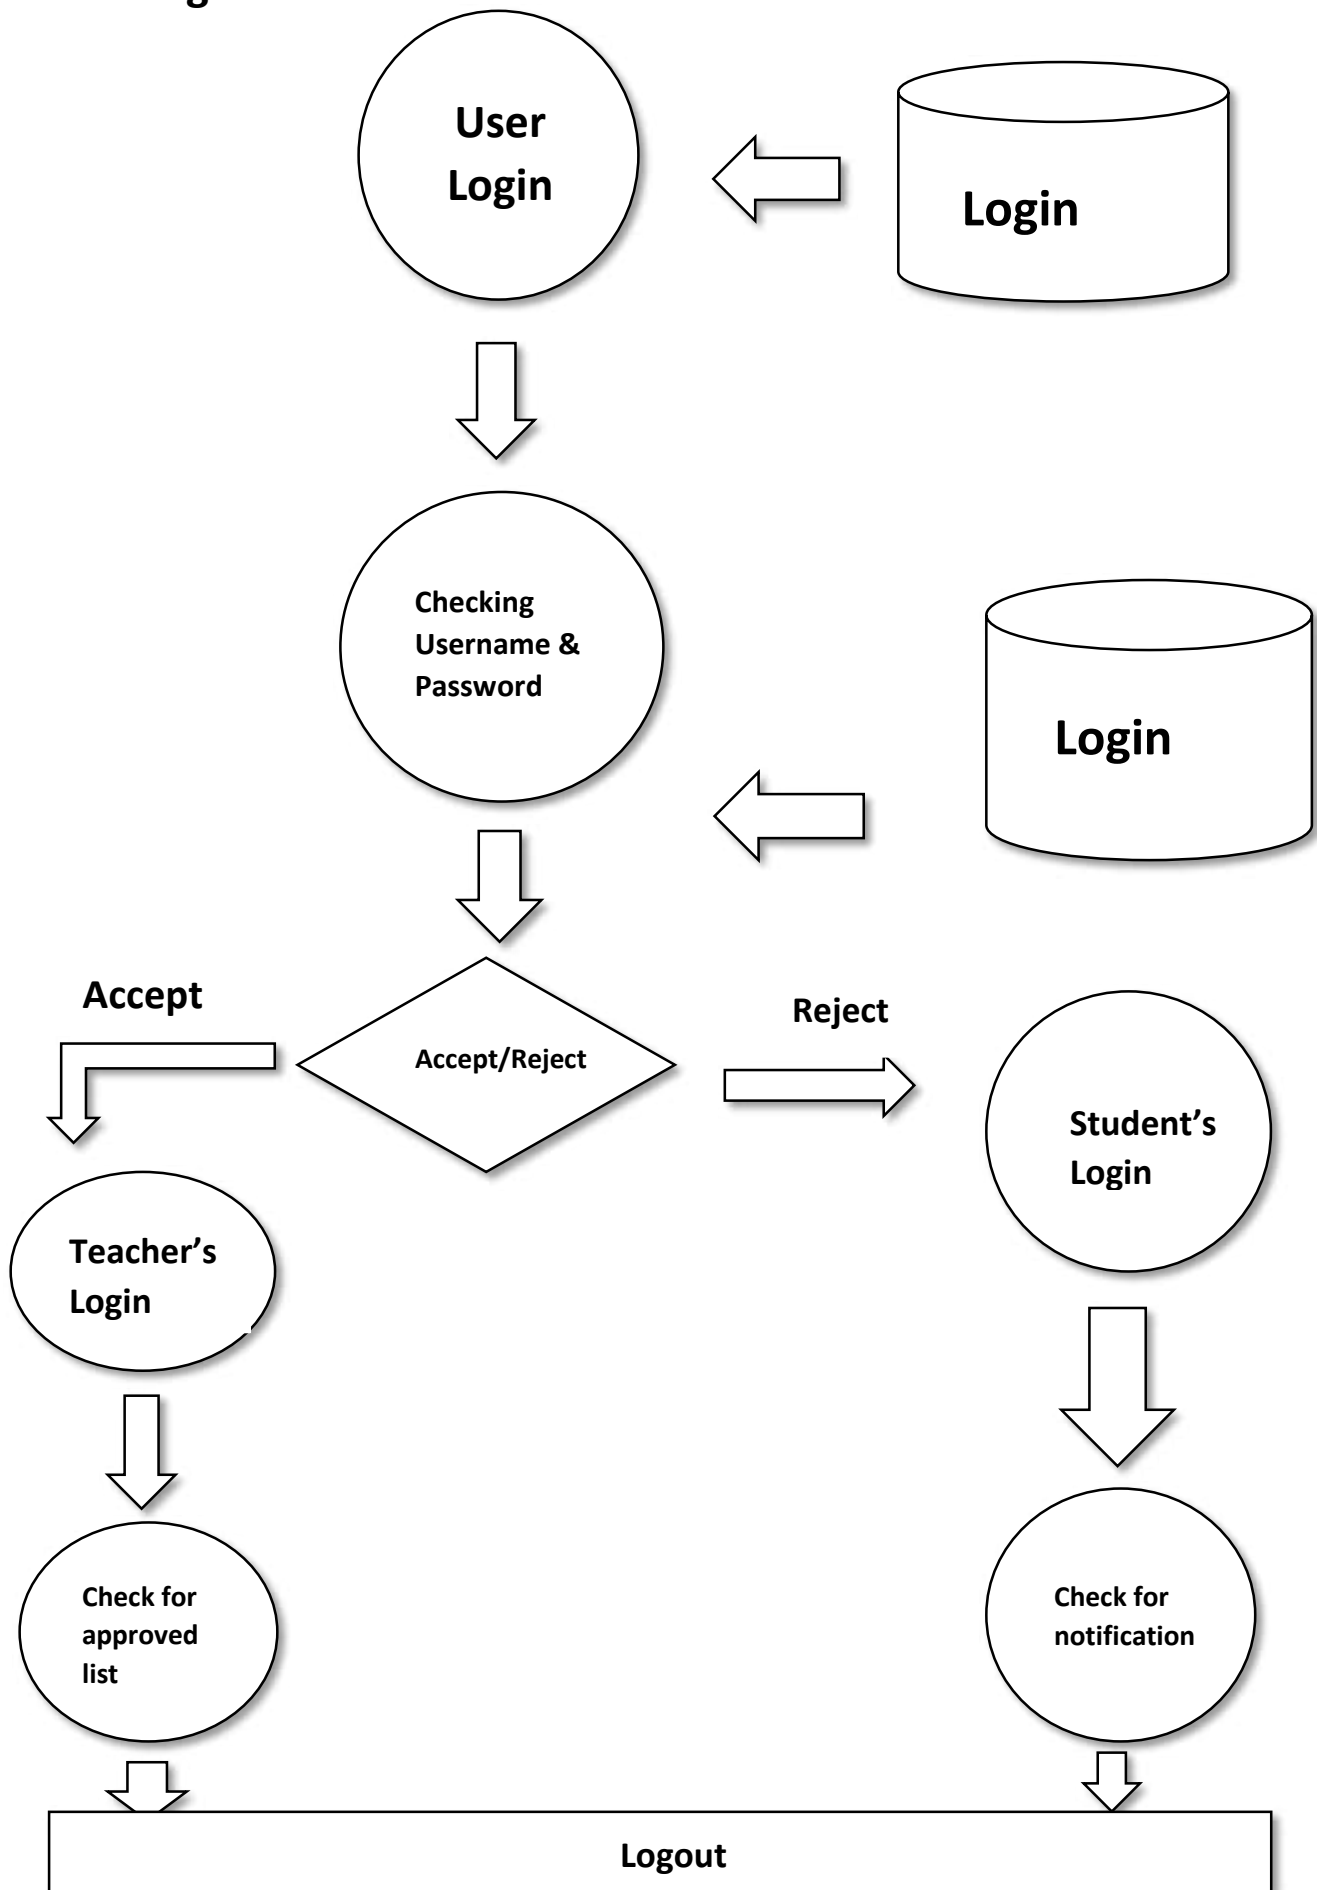 User
Login
Login
Checking
Username &
Password
Login
Accept
Reject
Accept/Reject
Student’s
Login
Teacher’s
Login
Check for
approved
list
Check for
notification
Logout